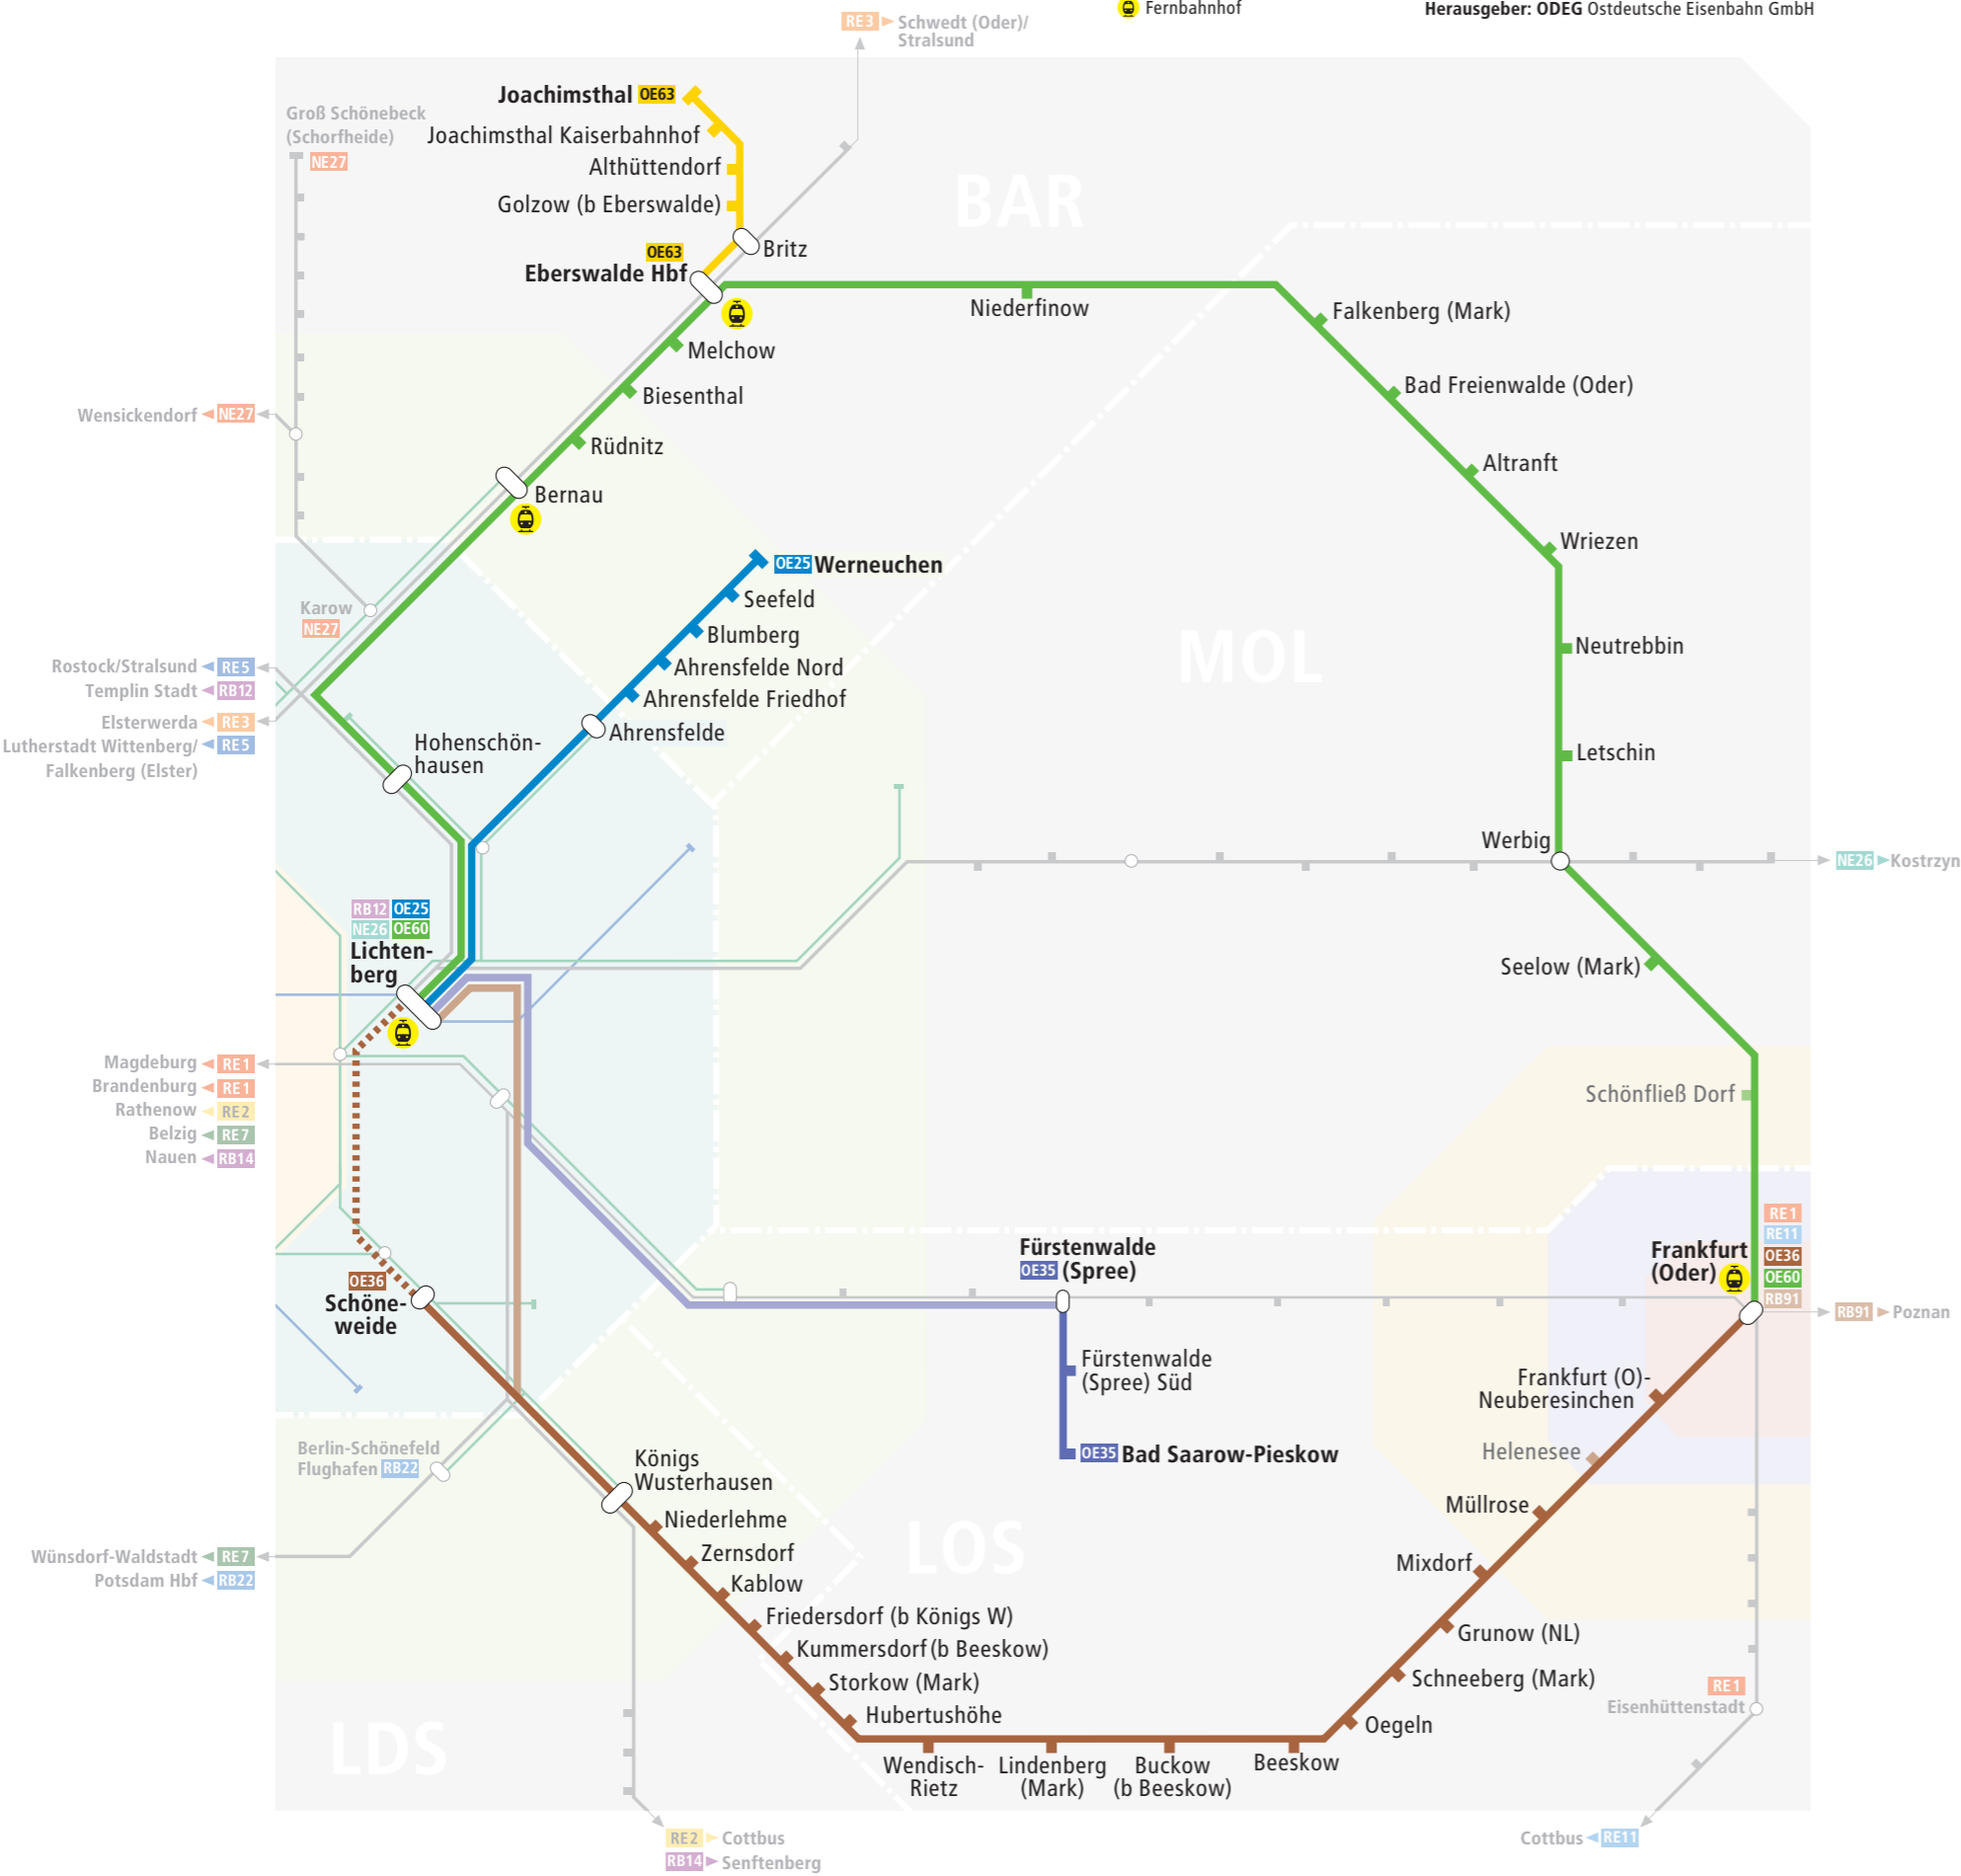 Fernbahnhof
Herausgeber: ODEG Ostdeutsche Eisenbahn GmbH
RE3 Schwedt (Oder)/
Stralsund
Joachimsthal OE63
Groß Schönebeck
(Schorfheide)
NE27
Joachimsthal Kaiserbahnhof
Althüttendorf
BAR
Golzow (b Eberswalde)
OE63
Britz
Eberswalde Hbf
Niederfinow
Falkenberg (Mark)
Melchow
Bad Freienwalde (Oder)
Biesenthal
Wensickendorf NE27
Rüdnitz
Altranft
Bernau
Wriezen
OE25 Werneuchen
Seefeld
Karow
NE27
Blumberg
Neutrebbin
MOL
Rostock/Stralsund RE5
Ahrensfelde Nord
Templin Stadt RB12
Ahrensfelde Friedhof
Elsterwerda RE3
Ahrensfelde
Lutherstadt Wittenberg/ RE5
Falkenberg (Elster)
Hohenschön-
hausen
Letschin
Werbig
NE26 Kostrzyn
RB12 OE25
NE26 OE60
Lichten-
berg
Seelow (Mark)
Magdeburg RE1
Brandenburg RE1
Rathenow RE2
Belzig RE7
Nauen RB14
Schönfließ Dorf
RE1
RE11
OE36
OE60
RB91
Frankfurt
(Oder)
Fürstenwalde
OE35 (Spree)
OE36
Schöne-
weide
RB91 Poznan
Fürstenwalde
(Spree) Süd
Frankfurt (O)-
Neuberesinchen
OE35 Bad Saarow-Pieskow
Helenesee
Berlin-Schönefeld
Flughafen RB22
Königs
Wusterhausen
Müllrose
Niederlehme
LOS
Zernsdorf
Wünsdorf-Waldstadt RE7
Potsdam Hbf RB22
Mixdorf
Kablow
Friedersdorf (b Königs W)
Grunow (NL)
Kummersdorf (b Beeskow)
Storkow (Mark)
Schneeberg (Mark)
RE1
Eisenhüttenstadt
Hubertushöhe
Oegeln
LDS
Wendisch-
Rietz
Lindenberg
(Mark)
Buckow
(b Beeskow)
Beeskow
RE2 Cottbus
RB14 Senftenberg
Cottbus RE11